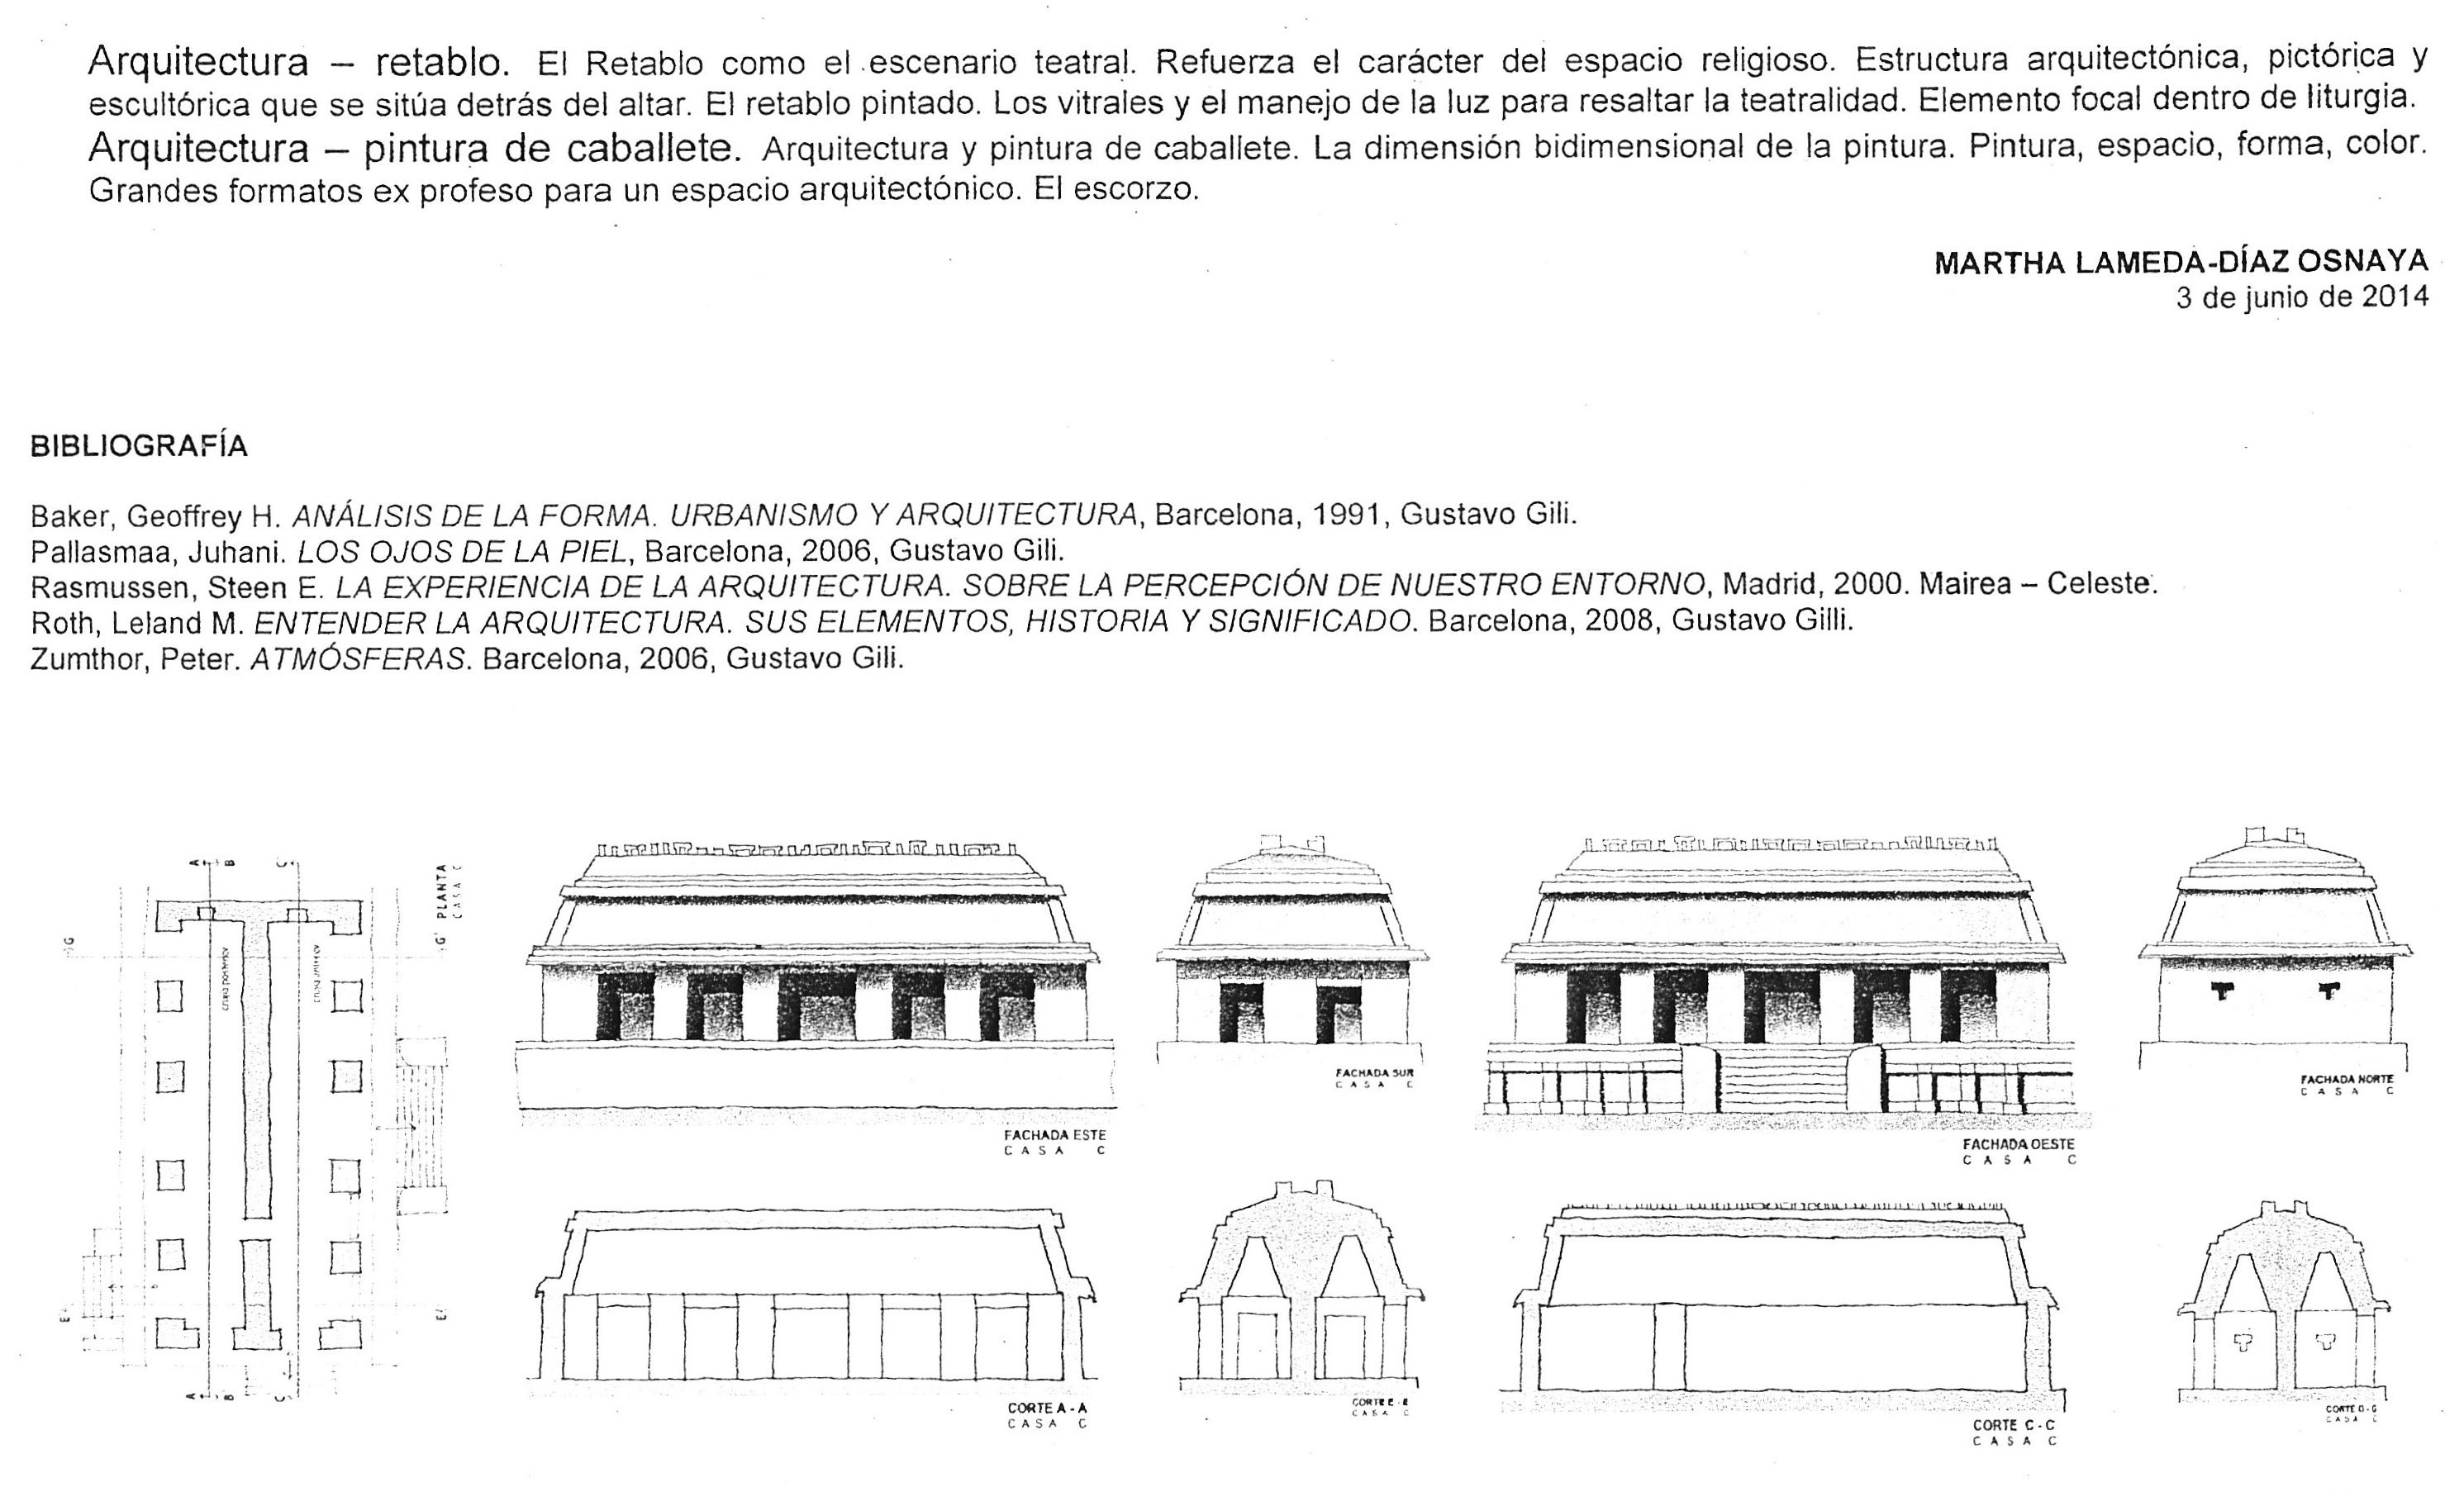 Arquitectura – retablo. El Retablo como el escenario teatral. Refuerza el carácter del espacio religioso. Estructura arquitectónica, pictórica y
escultórica que se sitúa detrás del altar. El retablo pintado. Los vitrales y el manejo de la luz para resaltar la teatralidad. Elemento focal dentro de liturgia.
Arquitectura – pintura de caballete. Arquitectura y pintura de caballete. La dimensión bidimensional de la pintura. Pintura, espacio, forma, color.
Grandes formatos ex profeso para un espacio arquitectónico. El escorzo.
MARTHA LAMEDA-DÍAZ OSNAYA
3 de junio de 2014
BIBLIOGRAFÍA
Baker, Geoffrey H. ANÁLISIS DE LA FORMA. URBANISMO Y ARQUITECTURA, Barcelona, 1991, Gustavo Gili.
Pallasmaa, Juhani. LOS OJOS DE LA PIEL, Barcelona, 2006, Gustavo Gili.
Rasmussen, Steen E. LA EXPERIENCIA DE LA ARQUITECTURA. SOBRE LA PERCEPCIÓN DE NUESTRO ENTORNO, Madrid, 2000. Mairea – Celeste.
Roth, Leland M. ENTENDER LA ARQUITECTURA. SUS ELEMENTOS, HISTORIA Y SIGNIFICADO. Barcelona, 2008, Gustavo Gilli.
Zumthor, Peter. ATMÓSFERAS. Barcelona, 2006, Gustavo Gili.
A B C
G G'
PLANTA
CASA C
crujía posterior
A B C
FACHADA ESTE
CASA C
FACHADA SUR
CASA C
FACHADA OESTE
CASA C
FACHADA NORTE
CASA C
CORTE A - A
CASA C
CORTE E - E
CASA C
CORTE C - C
CASA C
CORTE G - G
CASA C